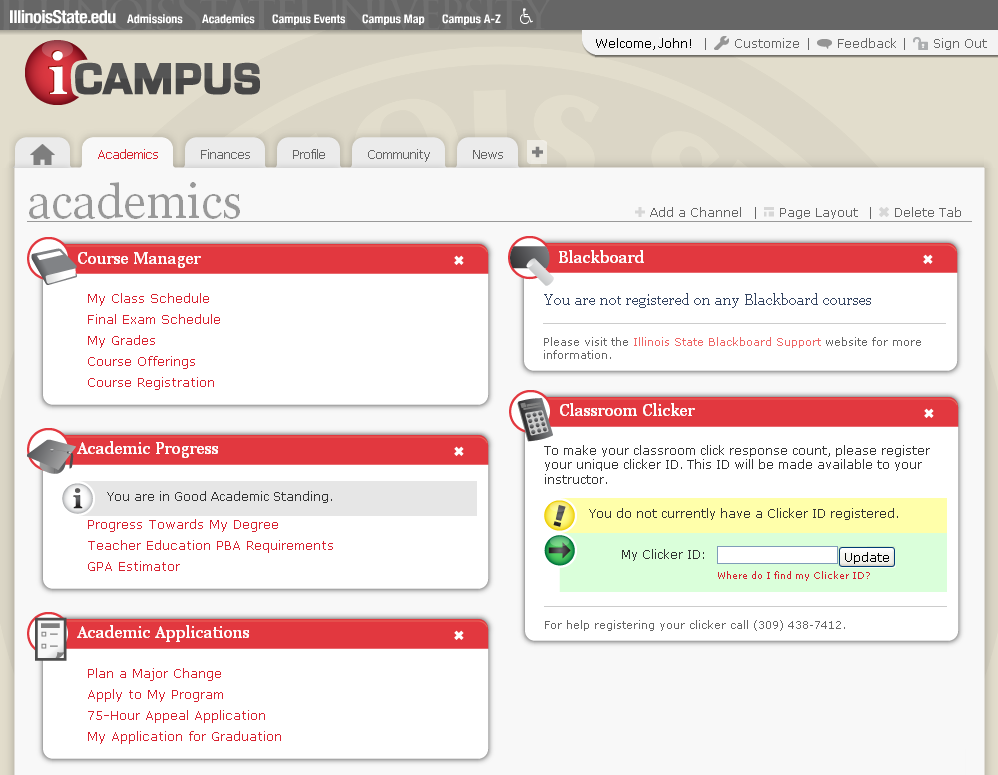 IllinoisState.edu Admissions Academics Campus Events Campus Map Campus A-Z
Welcome, John! | Customize | Feedback | Sign Out
iCAMPUS
Academics Finances Profile Community News
academics
Add a Channel | Page Layout | Delete Tab
Course Manager
My Class Schedule
Final Exam Schedule
My Grades
Course Offerings
Course Registration
Academic Progress
You are in Good Academic Standing.
Progress Towards My Degree
Teacher Education PBA Requirements
GPA Estimator
Academic Applications
Plan a Major Change
Apply to My Program
75-Hour Appeal Application
My Application for Graduation
Blackboard
You are not registered on any Blackboard courses
Please visit the Illinois State Blackboard Support website for more
information.
Classroom Clicker
To make your classroom click response count, please register
your unique clicker ID. This ID will be made available to your
instructor.
You do not currently have a Clicker ID registered.
My Clicker ID: Update
Where do I find my Clicker ID?
For help registering your clicker call (309) 438-7412.